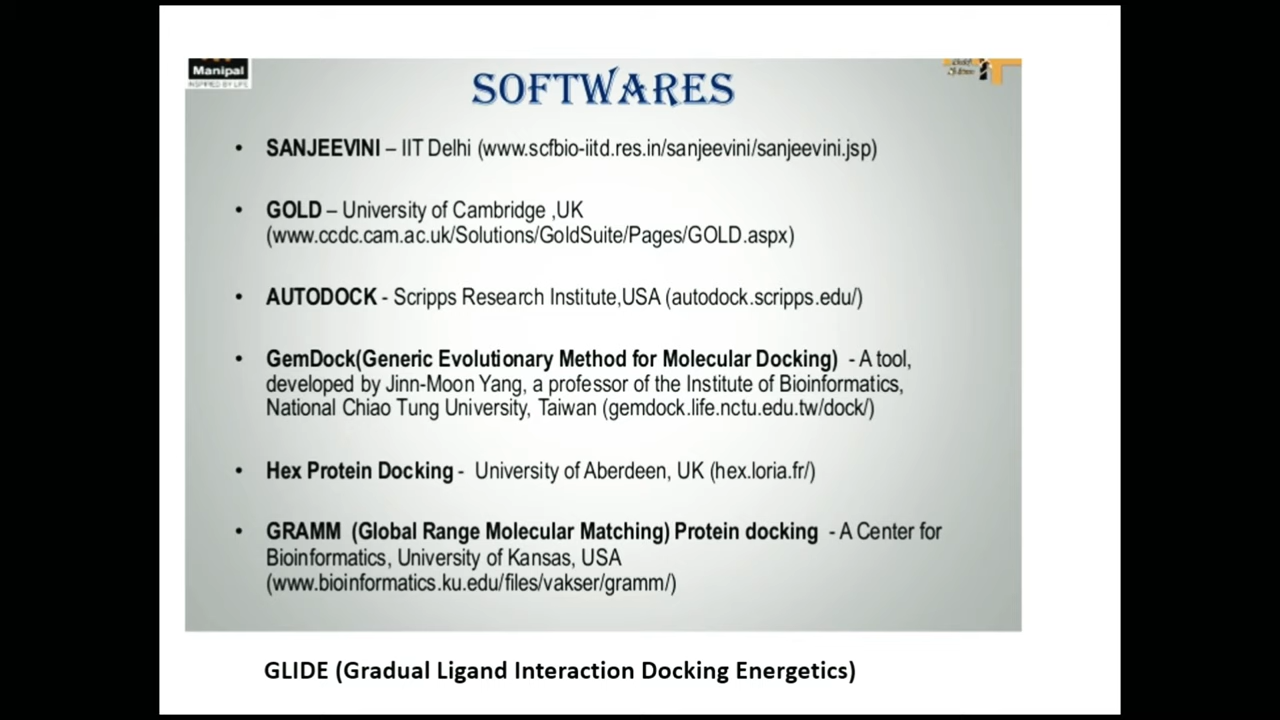 Manipal
INSPIRED BY LIFE
SOFTWARES
• SANJEEVINI – IIT Delhi (www.scfbio-iitd.res.in/sanjeevini/sanjeevini.jsp)
• GOLD – University of Cambridge ,UK
(www.ccdc.cam.ac.uk/Solutions/GoldSuite/Pages/GOLD.aspx)
• AUTODOCK - Scripps Research Institute,USA (autodock.scripps.edu/)
• GemDock(Generic Evolutionary Method for Molecular Docking) - A tool,
developed by Jinn-Moon Yang, a professor of the Institute of Bioinformatics,
National Chiao Tung University, Taiwan (gemdock.life.nctu.edu.tw/dock/)
• Hex Protein Docking - University of Aberdeen, UK (hex.loria.fr/)
• GRAMM (Global Range Molecular Matching) Protein docking - A Center for
Bioinformatics, University of Kansas, USA
(www.bioinformatics.ku.edu/files/vakser/gramm/)
GLIDE (Gradual Ligand Interaction Docking Energetics)